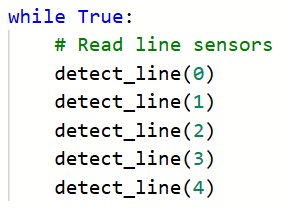 while True:
    # Read line sensors
    detect_line(0)
    detect_line(1)
    detect_line(2)
    detect_line(3)
    detect_line(4)